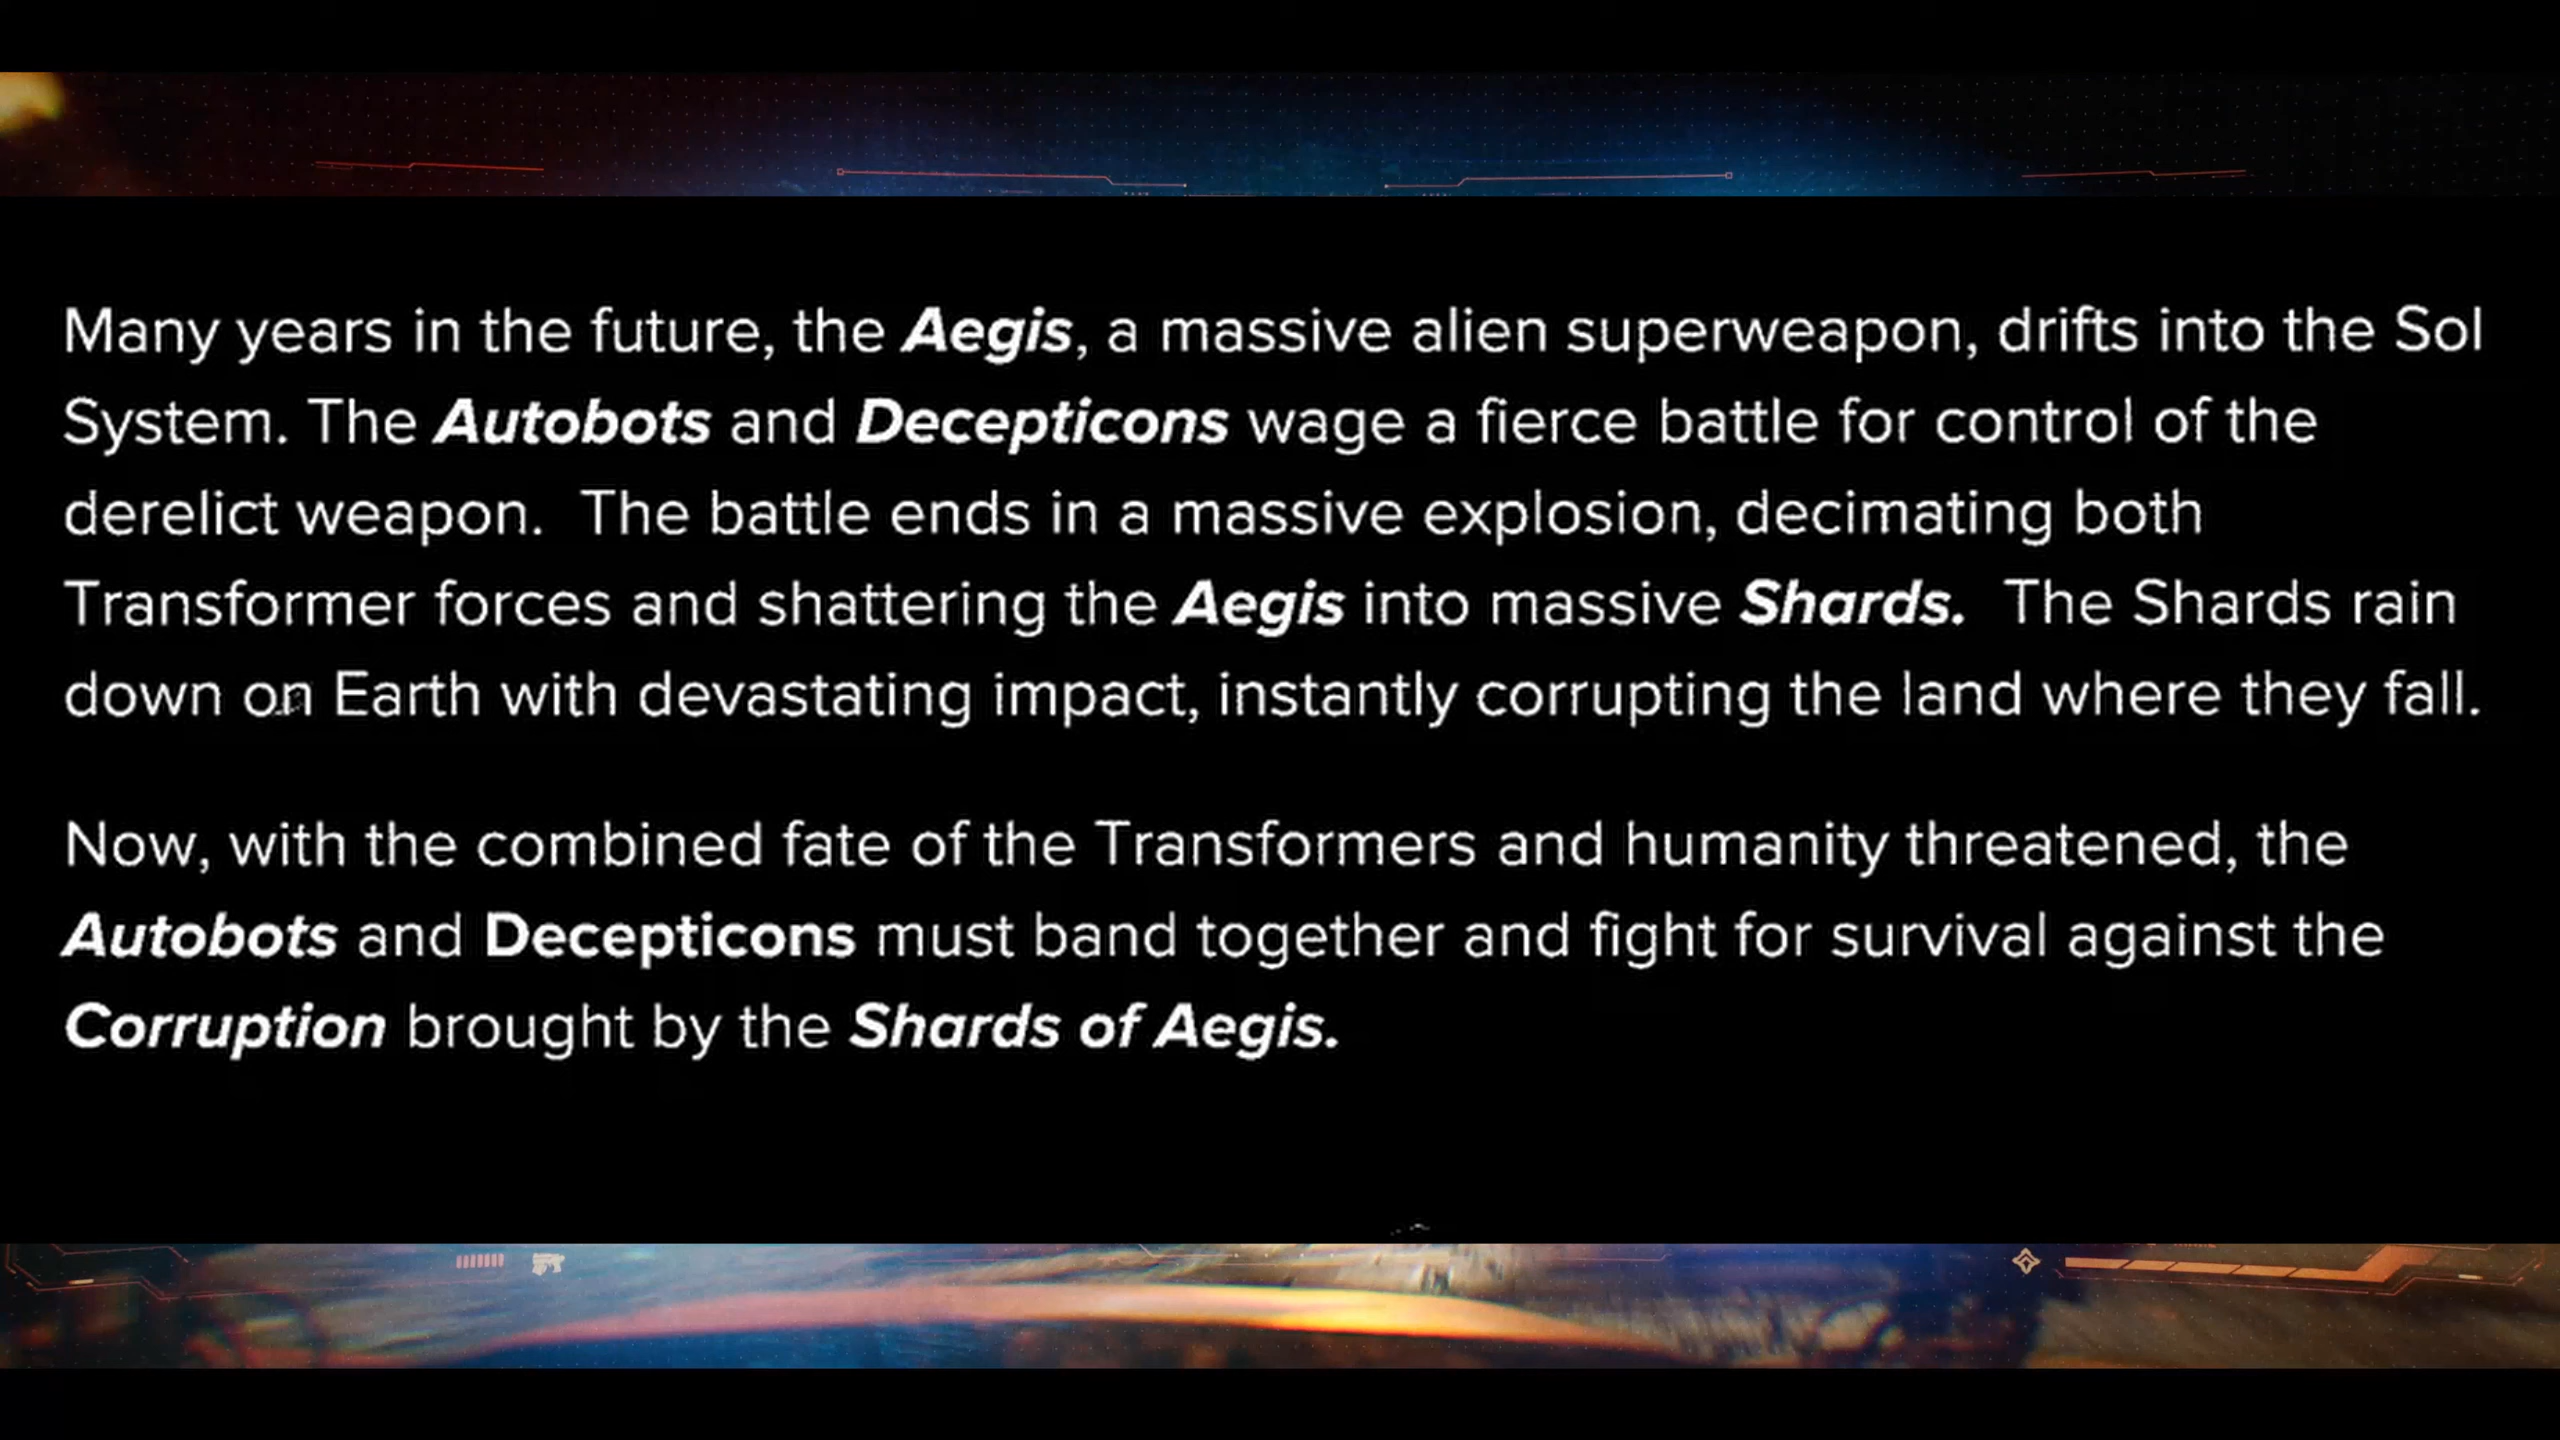 Many years in the future, the Aegis, a massive alien superweapon, drifts into the Sol
System. The Autobots and Decepticons wage a fierce battle for control of the
derelict weapon.  The battle ends in a massive explosion, decimating both
Transformer forces and shattering the Aegis into massive Shards.  The Shards rain
down on Earth with devastating impact, instantly corrupting the land where they fall.
Now, with the combined fate of the Transformers and humanity threatened, the
Autobots and Decepticons must band together and fight for survival against the
Corruption brought by the Shards of Aegis.